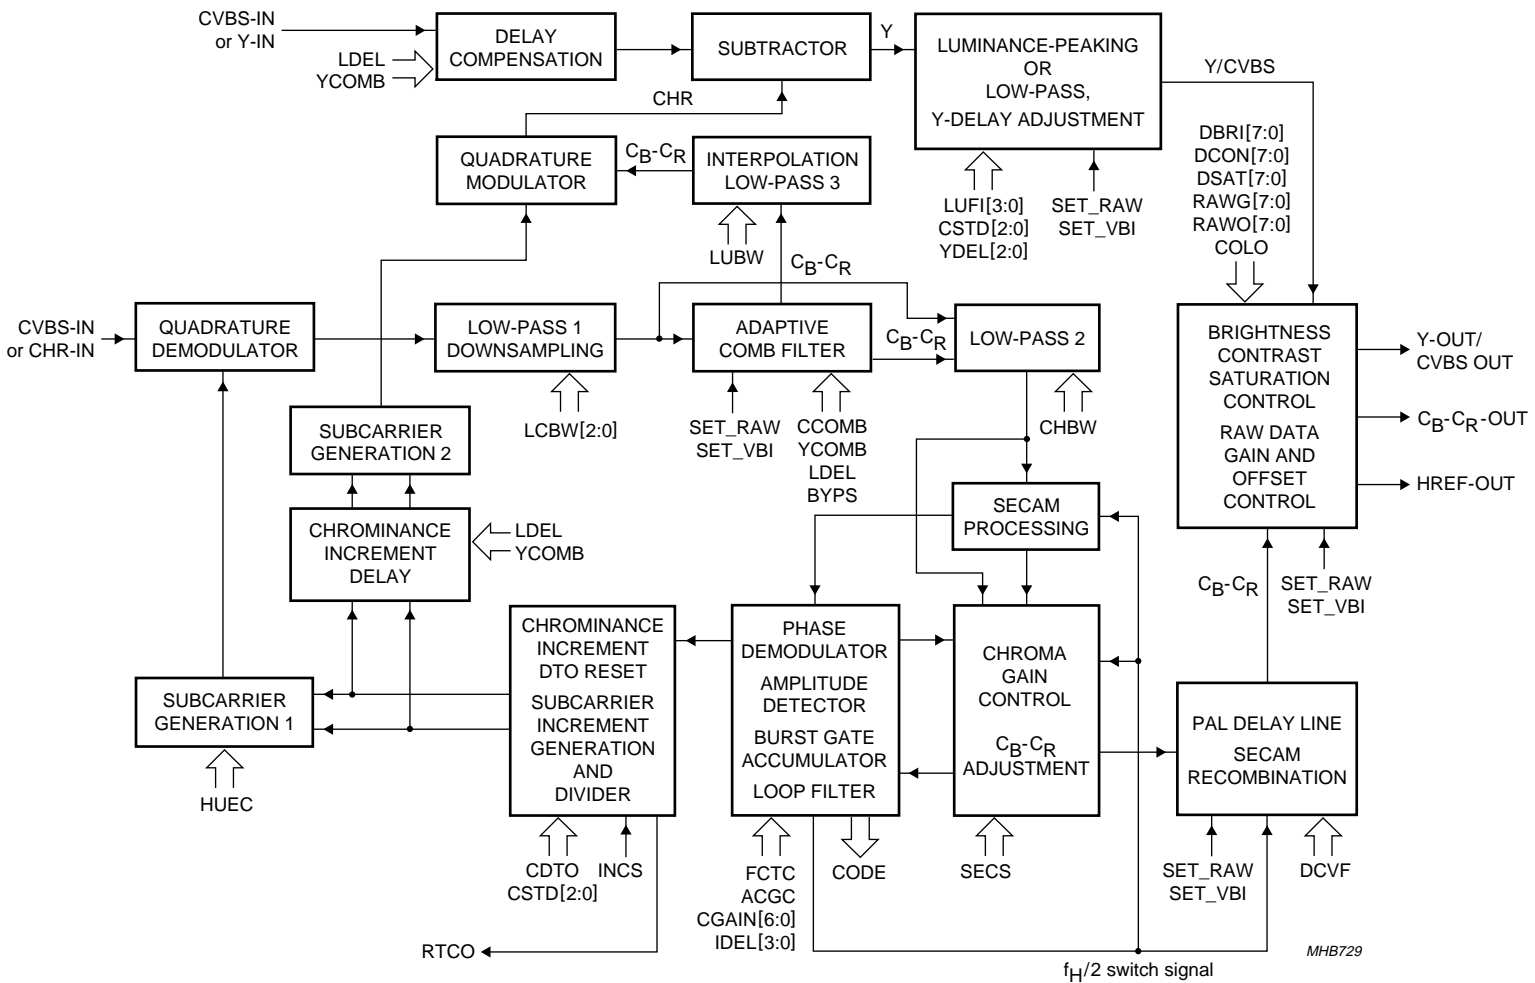 CVBS-IN
or Y-IN
LDEL
YCOMB
DELAY
COMPENSATION
SUBTRACTOR
Y
LUMINANCE-PEAKING
OR
LOW-PASS,
Y-DELAY ADJUSTMENT
Y/CVBS
CHR
QUADRATURE
MODULATOR
CB-CR
INTERPOLATION
LOW-PASS 3
LUBW
LUFI[3:0]
CSTD[2:0]
YDEL[2:0]
SET_RAW
SET_VBI
DBRI[7:0]
DCON[7:0]
DSAT[7:0]
RAWG[7:0]
RAWO[7:0]
COLO
CB-CR
CVBS-IN
or CHR-IN
QUADRATURE
DEMODULATOR
LOW-PASS 1
DOWNSAMPLING
ADAPTIVE
COMB FILTER
CB-CR
LOW-PASS 2
LCBW[2:0]
SET_RAW
SET_VBI
CCOMB
YCOMB
LDEL
BYPS
CHBW
BRIGHTNESS
CONTRAST
SATURATION
CONTROL
RAW DATA
GAIN AND
OFFSET
CONTROL
Y-OUT/
CVBS OUT
CB-CR-OUT
HREF-OUT
SUBCARRIER
GENERATION 2
CHROMINANCE
INCREMENT
DELAY
LDEL
YCOMB
SECAM
PROCESSING
CB-CR
SET_RAW
SET_VBI
SUBCARRIER
GENERATION 1
HUEC
CHROMINANCE
INCREMENT
DTO RESET
SUBCARRIER
INCREMENT
GENERATION
AND
DIVIDER
PHASE
DEMODULATOR
AMPLITUDE
DETECTOR
BURST GATE
ACCUMULATOR
LOOP FILTER
CHROMA
GAIN
CONTROL
CB-CR
ADJUSTMENT
PAL DELAY LINE
SECAM
RECOMBINATION
CDTO
CSTD[2:0]
INCS
FCTC
ACGC
CGAIN[6:0]
IDEL[3:0]
CODE
SECS
SET_RAW
SET_VBI
DCVF
RTCO
fH/2 switch signal
MHB729